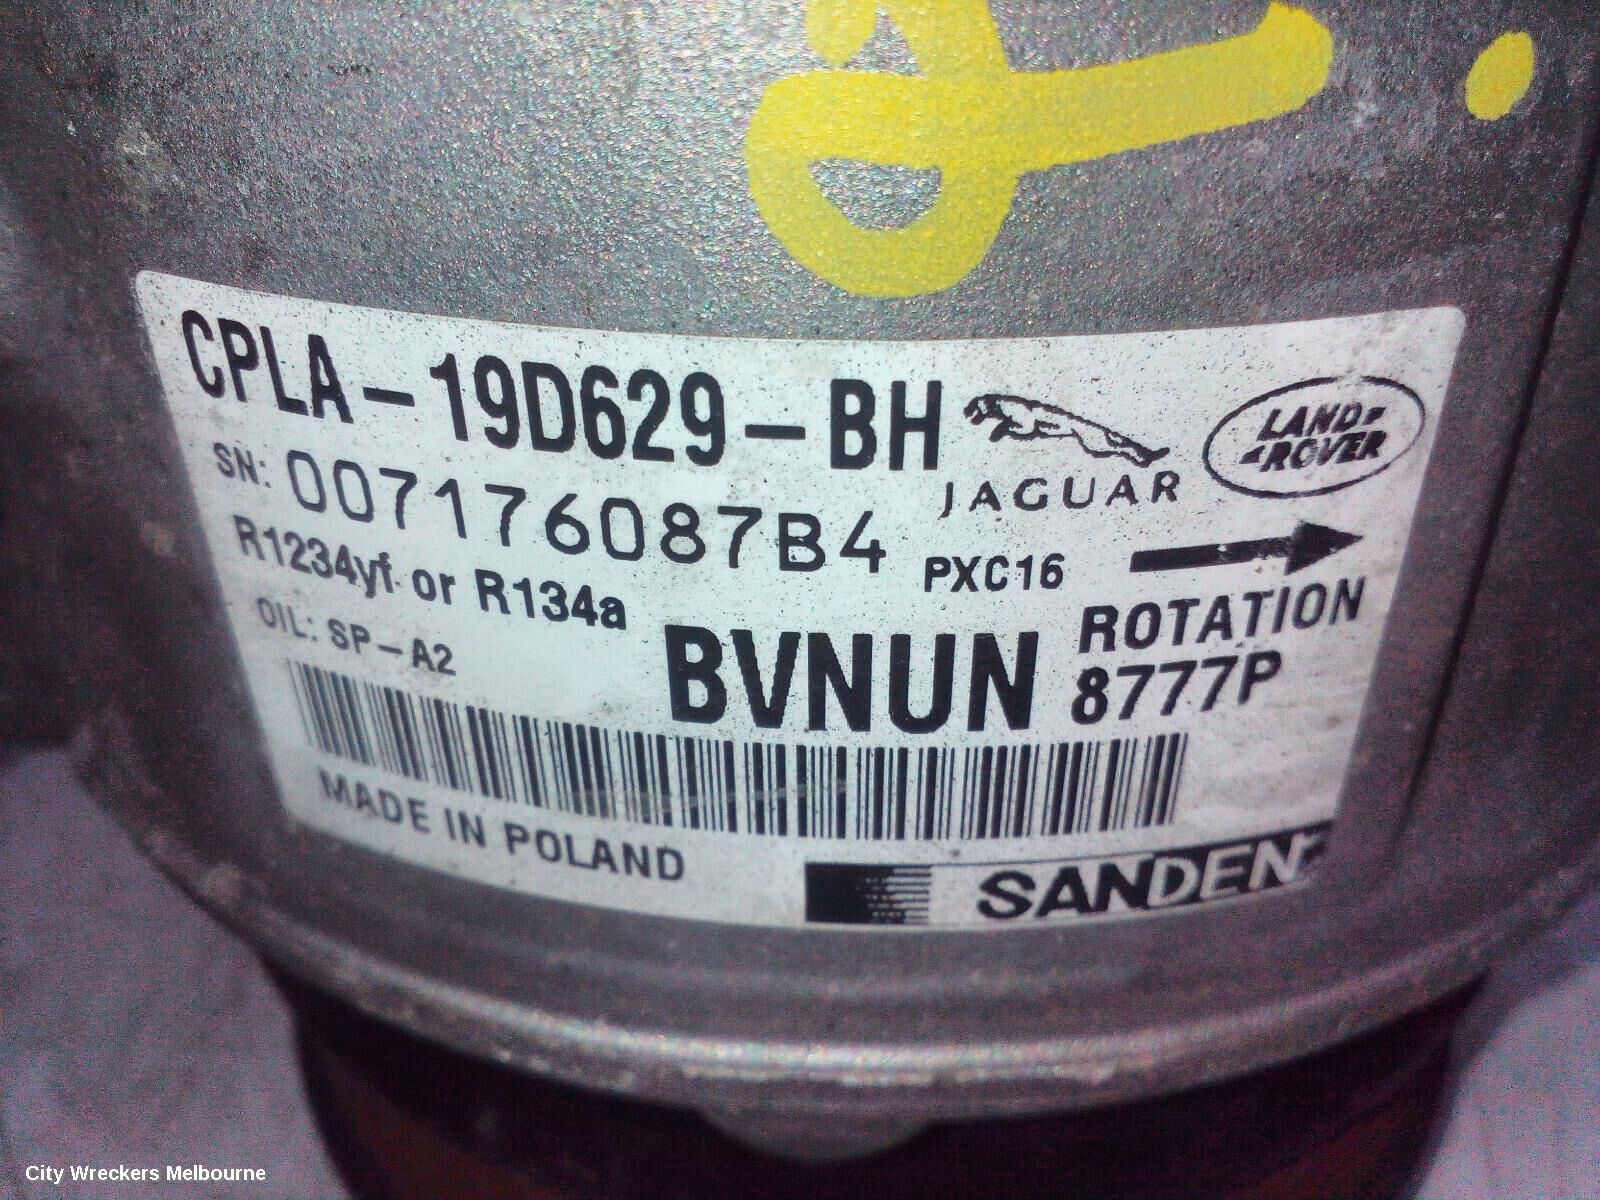 CPLA-19D629-BH
JAGUAR
LAND-
-ROVER
SN: 007176087B4
PXC16
R1234yf or R134a
ROTATION
OIL: SP-A2
BVNUN
8777P
MADE IN POLAND
SANDEN
City Wreckers Melbourne